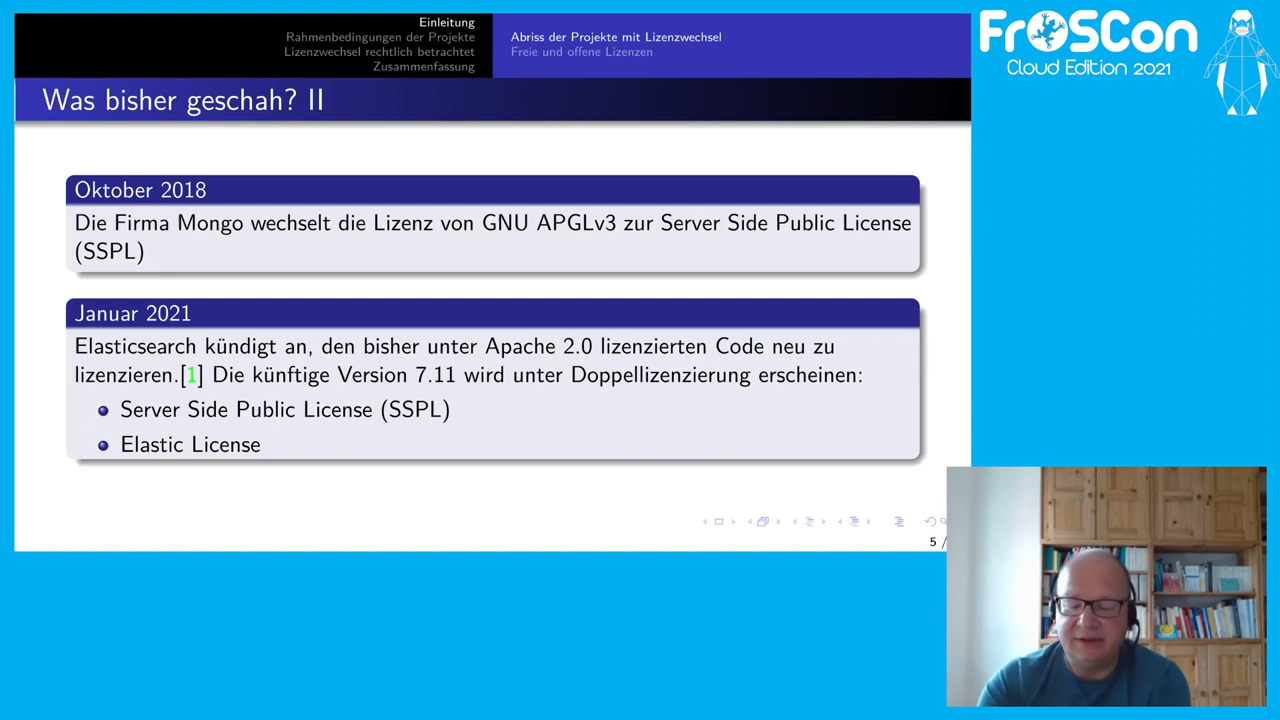 Einleitung
Rahmenbedingungen der Projekte
Lizenzwechsel rechtlich betrachtet
Zusammenfassung
Abriss der Projekte mit Lizenzwechsel
Freie und offene Lizenzen
FrOSCon
Cloud Edition 2021
Was bisher geschah? II
Oktober 2018
Die Firma Mongo wechselt die Lizenz von GNU APGLv3 zur Server Side Public License
(SSPL)
Januar 2021
Elasticsearch kündigt an, den bisher unter Apache 2.0 lizenzierten Code neu zu
lizenzieren.[1] Die künftige Version 7.11 wird unter Doppellizenzierung erscheinen:
Server Side Public License (SSPL)
Elastic License
5 /